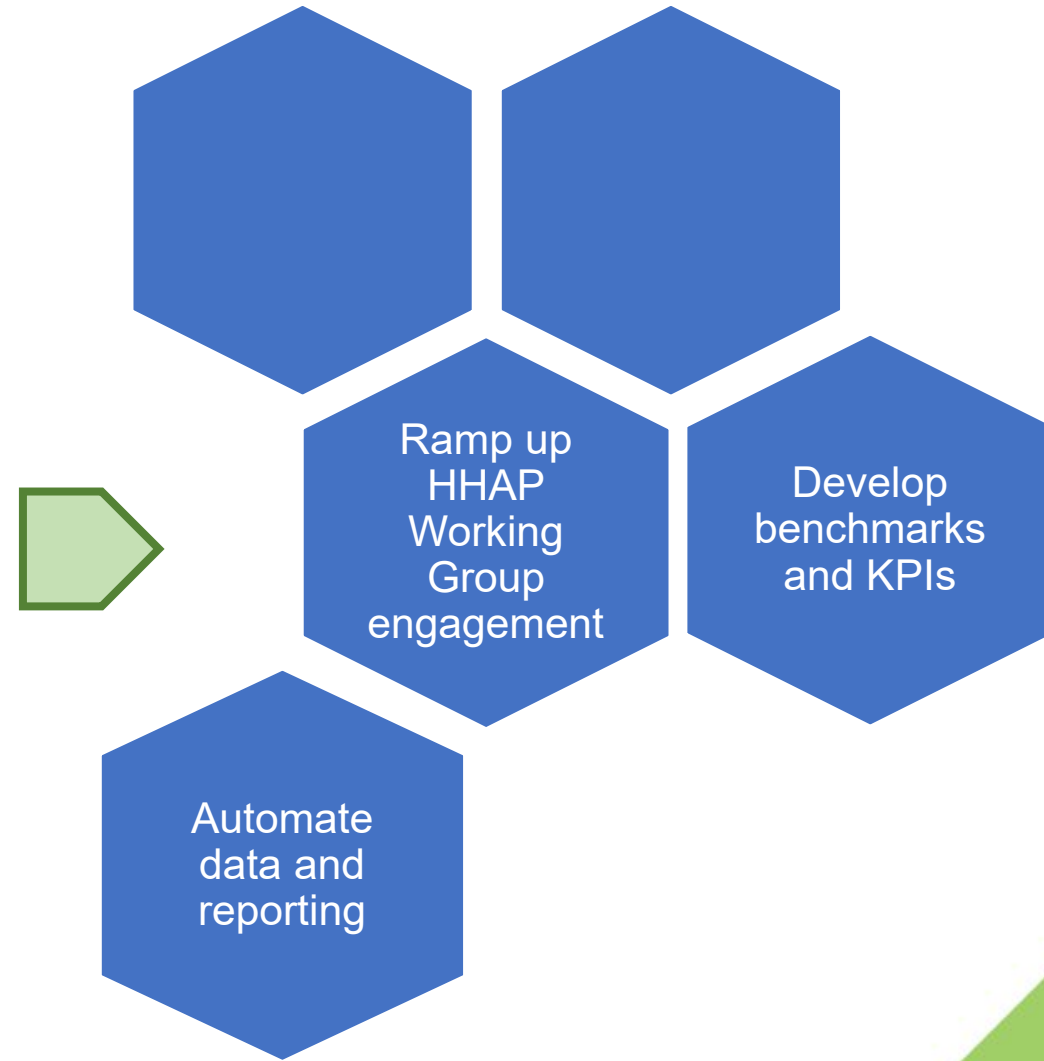 Ramp up
HHAP
Working
Group
engagement
Develop
benchmarks
and KPIs
Automate
data and
reporting